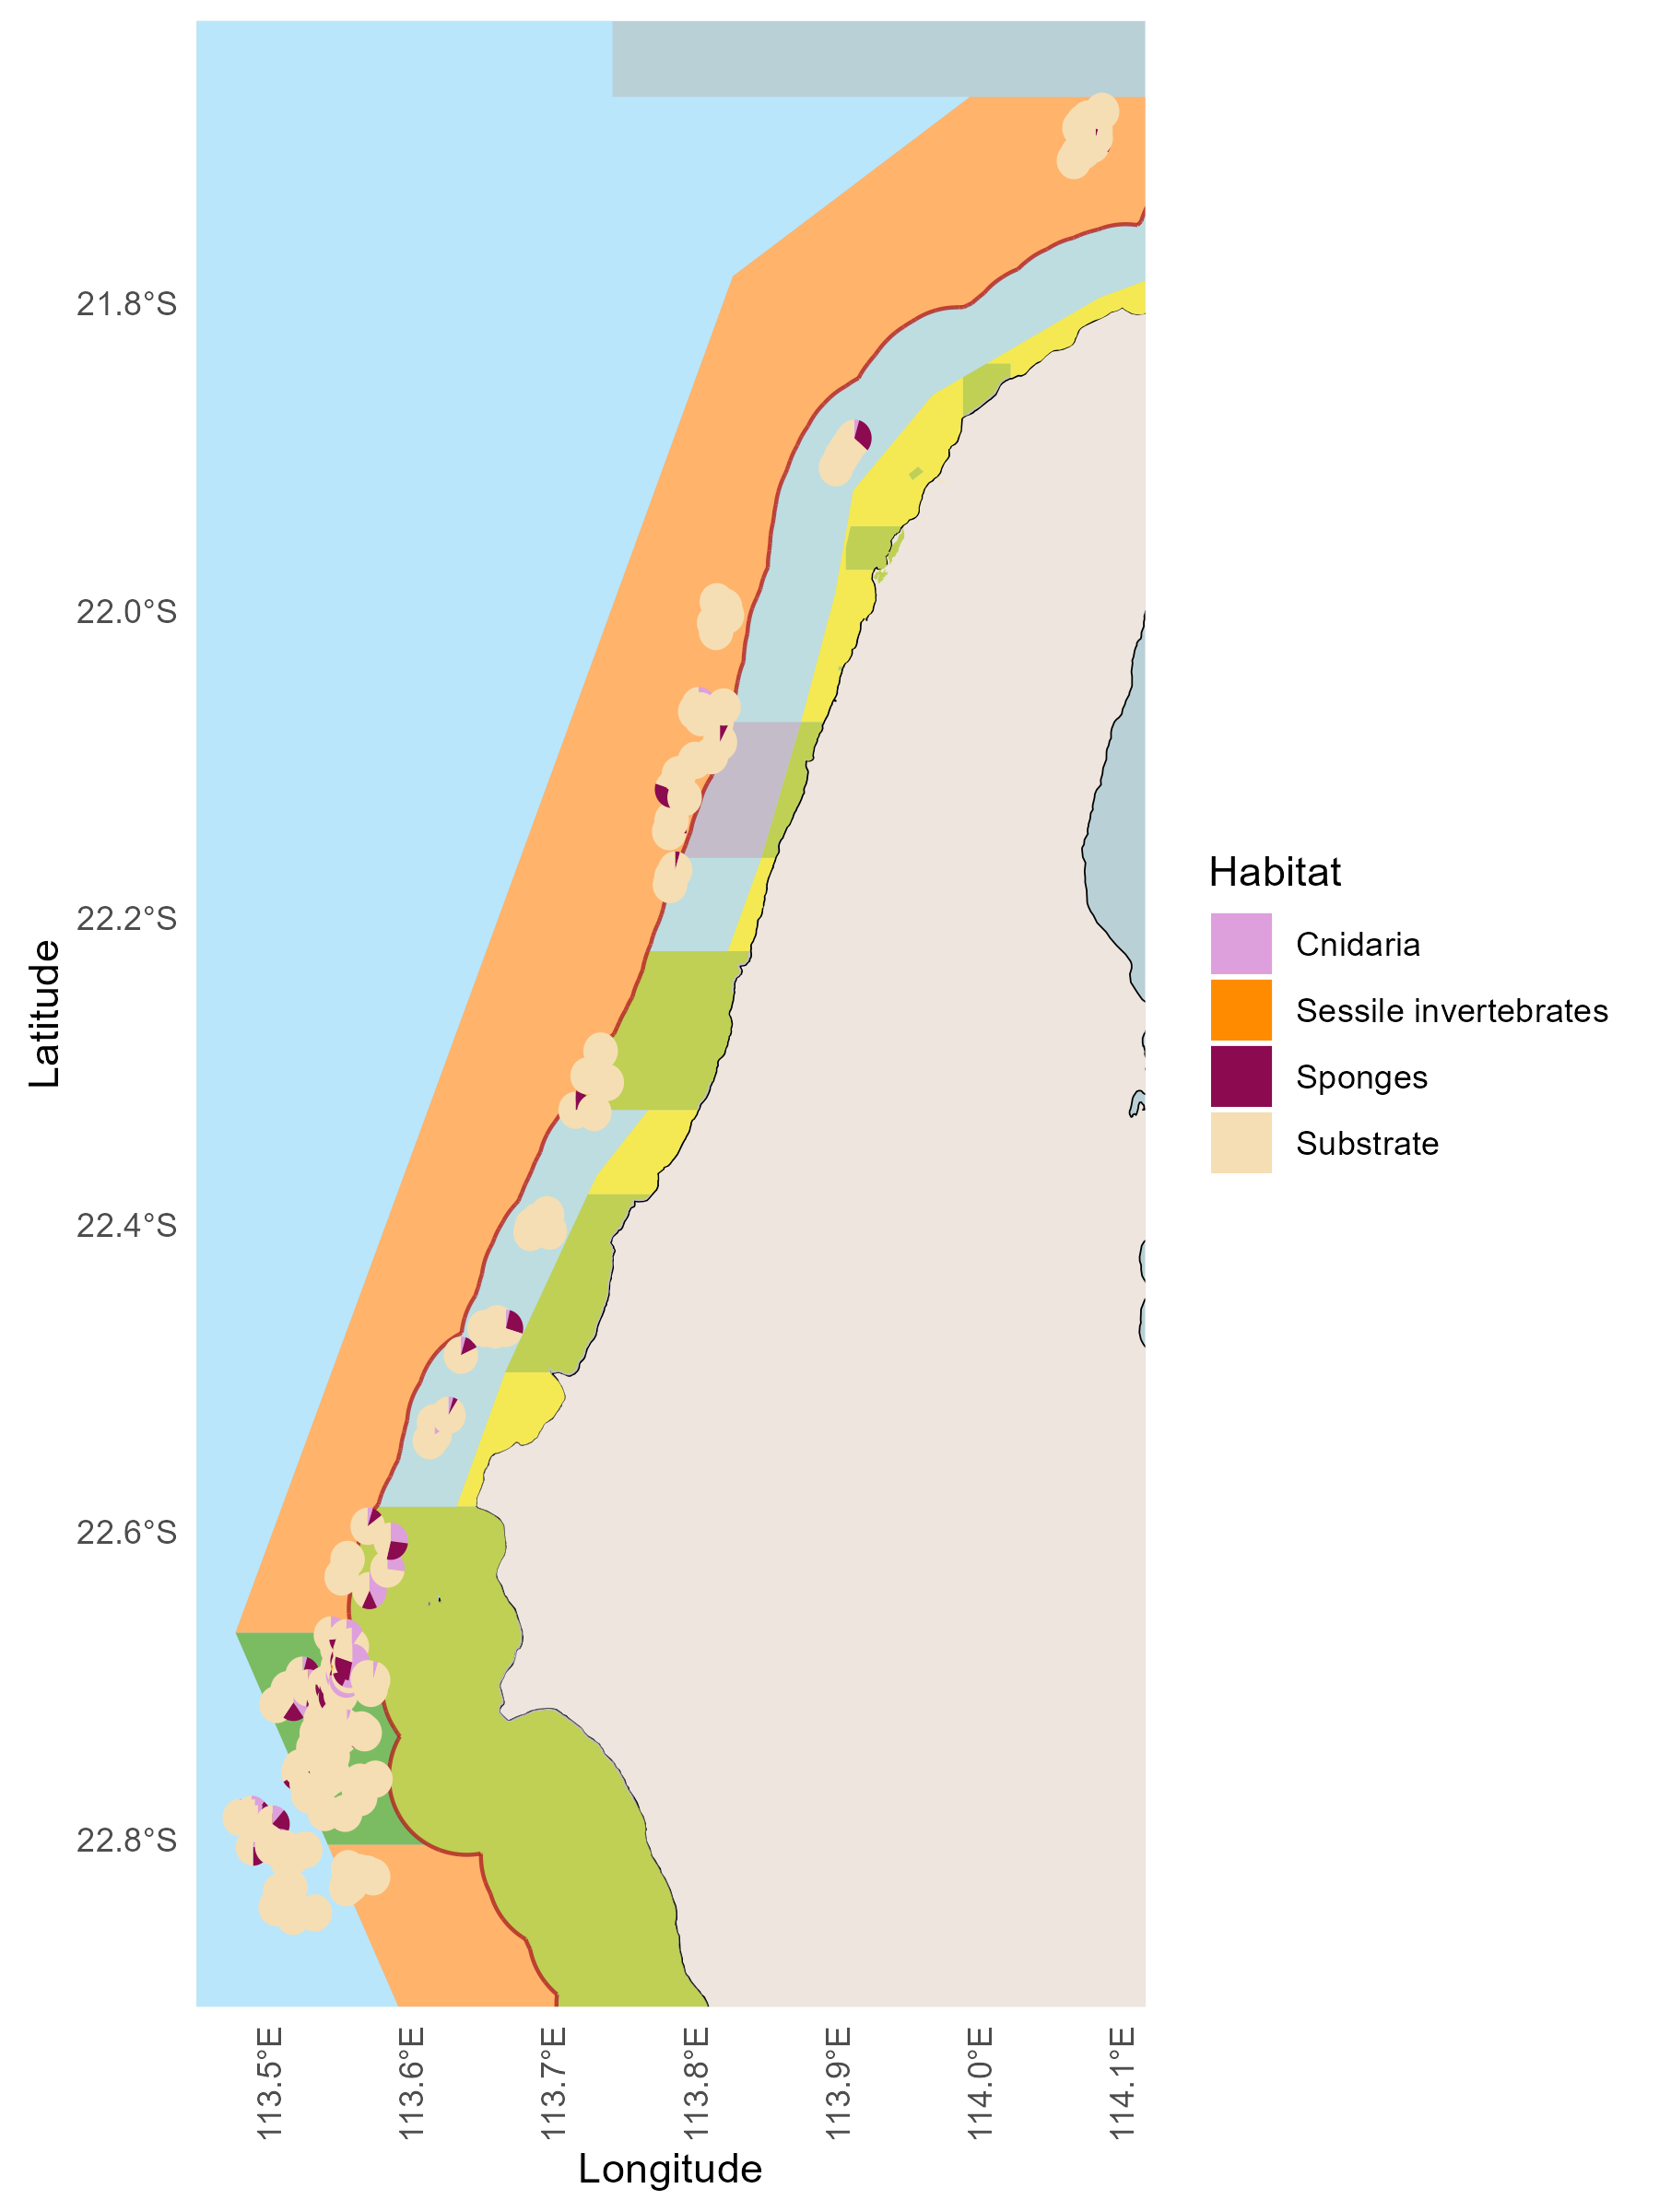 21.8°S
22.0°S
22.2°S
22.4°S
22.6°S
22.8°S
Latitude
113.5°E
113.6°E
113.7°E
113.8°E
113.9°E
114.0°E
114.1°E
Longitude
Habitat
Cnidaria
Sessile invertebrates
Sponges
Substrate